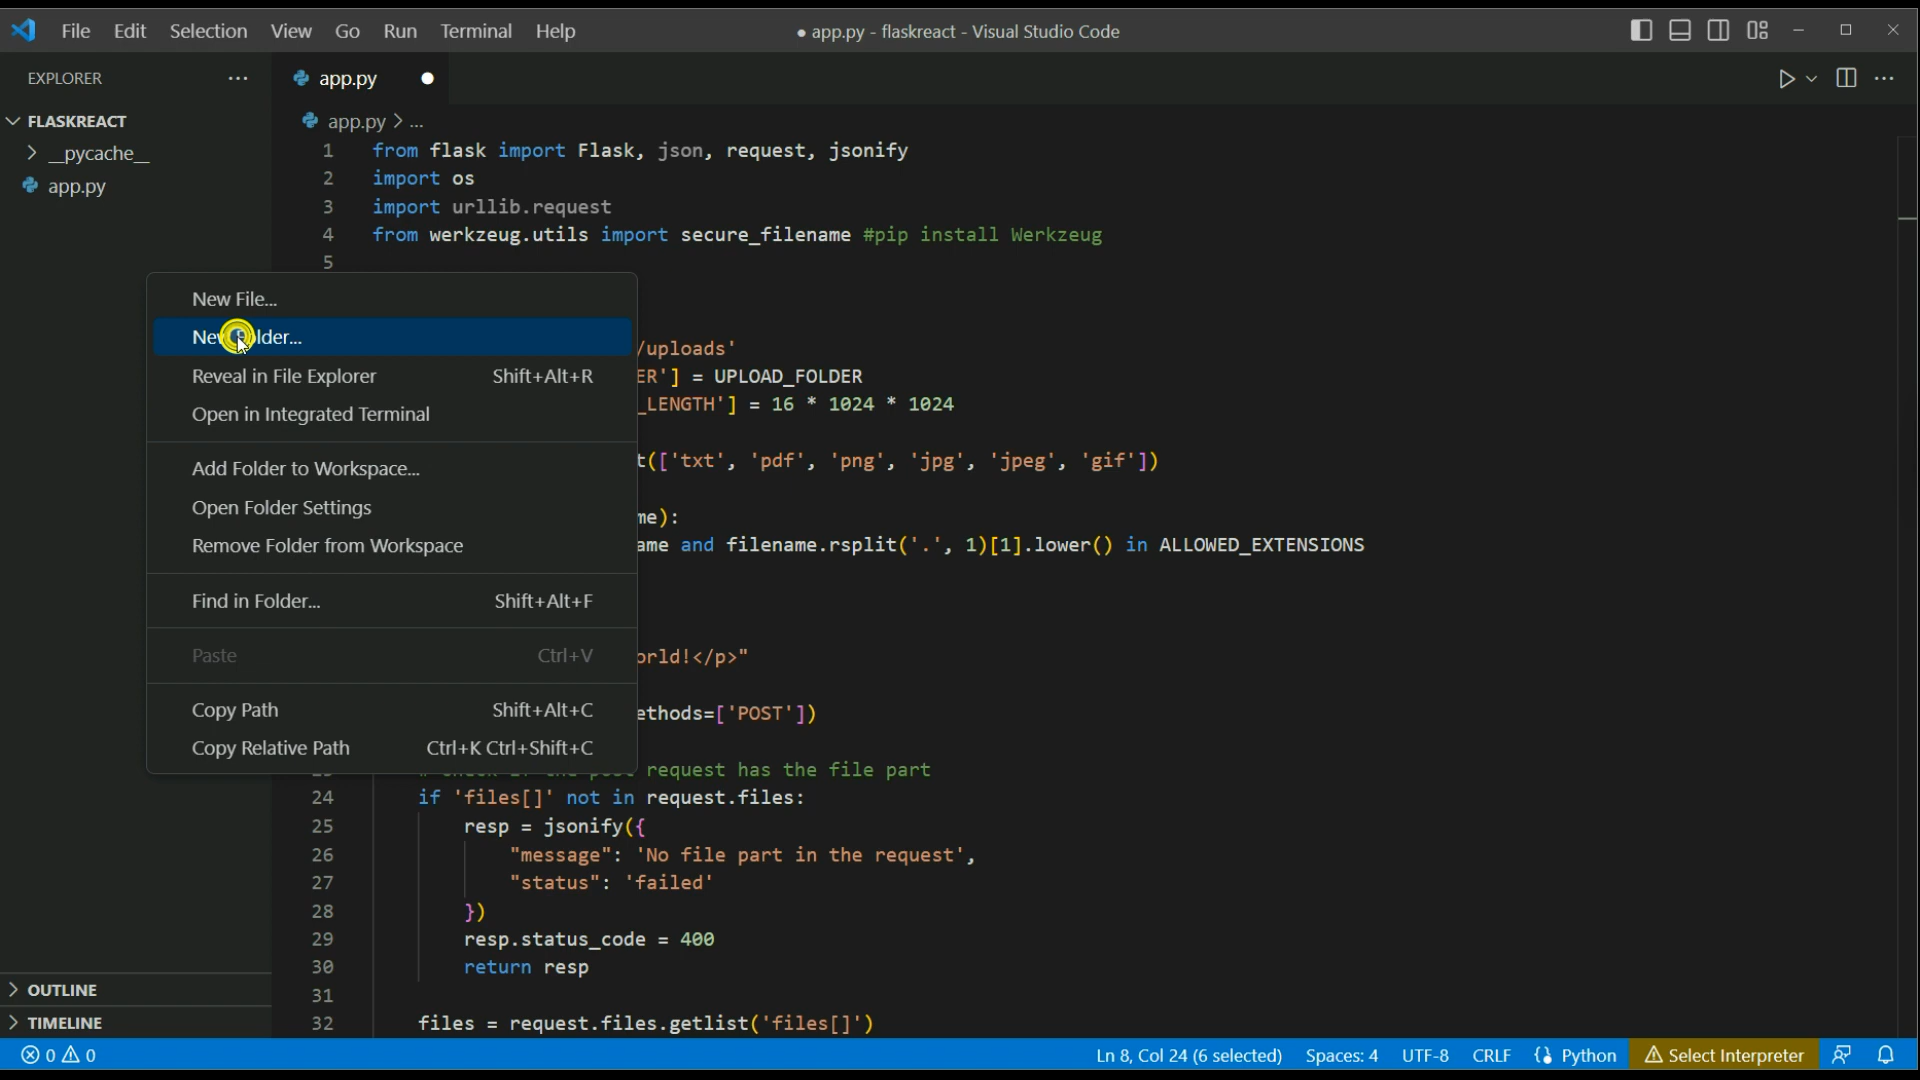 File Edit Selection View Go Run Terminal Help
● app.py - flaskreact - Visual Studio Code
EXPLORER
app.py
FLASKREACT
__pycache__
app.py
app.py > ...
1 from flask import Flask, json, request, jsonify
2 import os
3 import urllib.request
4 from werkzeug.utils import secure_filename #pip install Werkzeug
5
New File...
New Folder...
Reveal in File Explorer Shift+Alt+R
Open in Integrated Terminal
Add Folder to Workspace...
Open Folder Settings
Remove Folder from Workspace
Find in Folder... Shift+Alt+F
Paste Ctrl+V
Copy Path Shift+Alt+C
Copy Relative Path Ctrl+K Ctrl+Shift+C
/uploads'
ER'] = UPLOAD_FOLDER
_LENGTH'] = 16 * 1024 * 1024
t(['txt', 'pdf', 'png', 'jpg', 'jpeg', 'gif'])
me):
ame and filename.rsplit('.', 1)[1].lower() in ALLOWED_EXTENSIONS
orld!</p>"
ethods=['POST'])
request has the file part
24 if 'files[]' not in request.files:
25 resp = jsonify({
26 "message": 'No file part in the request',
27 "status": 'failed'
28 })
29 resp.status_code = 400
30 return resp
31
32 files = request.files.getlist('files[]')
OUTLINE
TIMELINE
0 0
Ln 8, Col 24 (6 selected) Spaces: 4 UTF-8 CRLF Python Select Interpreter